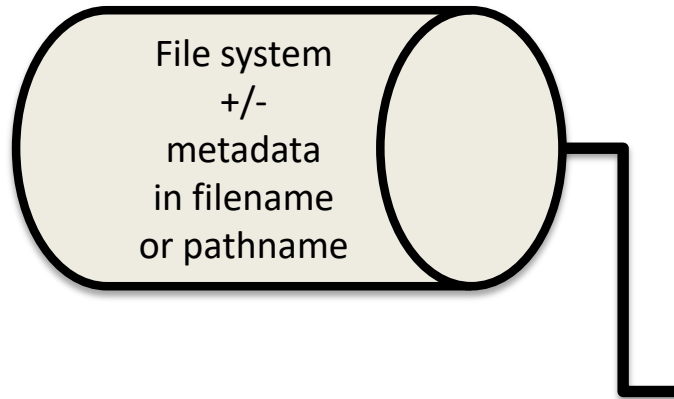 File system
+/-
metadata
in filename
or pathname